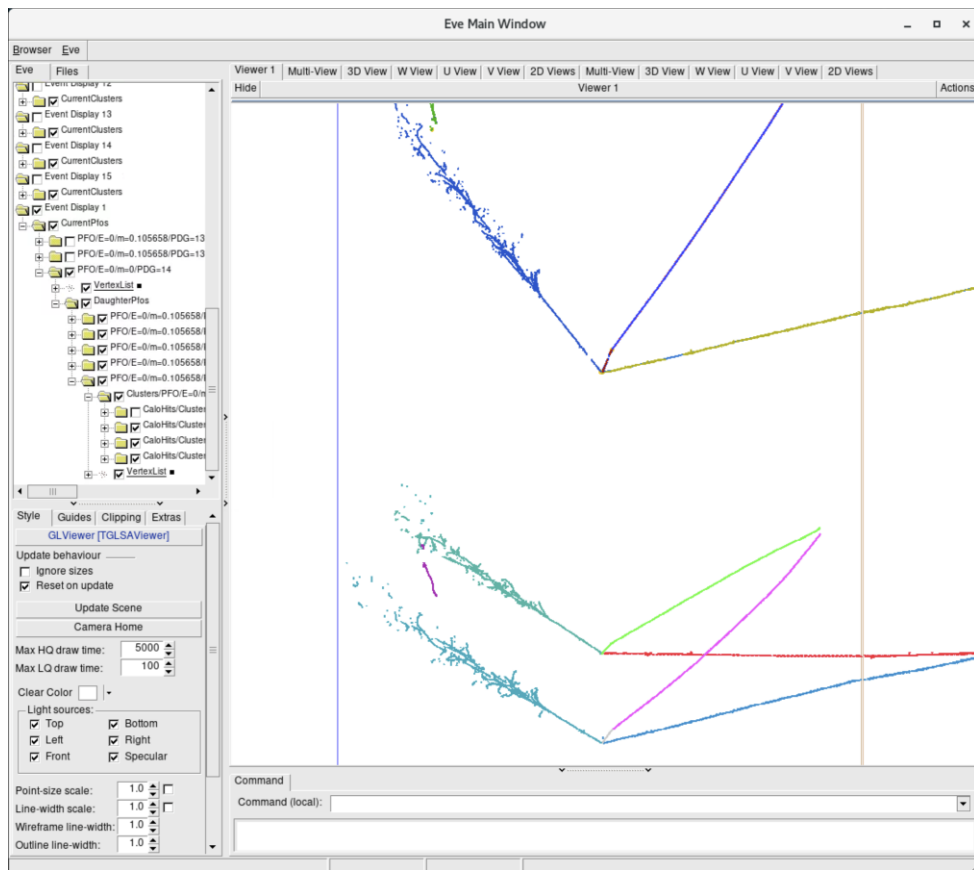 Eve Main Window
Browser Eve
Eve Files
Event Display 12
CurrentClusters
Event Display 13
CurrentClusters
Event Display 14
CurrentClusters
Event Display 15
CurrentClusters
Event Display 1
CurrentPfos
PFO/E=0/m=0.105658/PDG=13
PFO/E=0/m=0.105658/PDG=13
PFO/E=0/m=0/PDG=14
VertexList
DaughterPfos
PFO/E=0/m=0.105658/
PFO/E=0/m=0.105658/
PFO/E=0/m=0.105658/
PFO/E=0/m=0.105658/
PFO/E=0/m=0.105658/
Clusters/PFO/E=0/m
CaloHits/Cluster
CaloHits/Cluster
CaloHits/Cluster
CaloHits/Cluster
VertexList
Style Guides Clipping Extras
GLViewer [TGLSAViewer]
Update behaviour
Ignore sizes
Reset on update
Update Scene
Camera Home
Max HQ draw time: 5000
Max LQ draw time: 100
Clear Color
Light sources:
Top Bottom
Left Right
Front Specular
Point-size scale: 1.0
Line-width scale: 1.0
Wireframe line-width: 1.0
Outline line-width: 1.0
Viewer 1 Multi-View 3D View W View U View V View 2D Views Multi-View 3D View W View U View V View 2D Views
Hide Viewer 1 Actions
Command
Command (local):